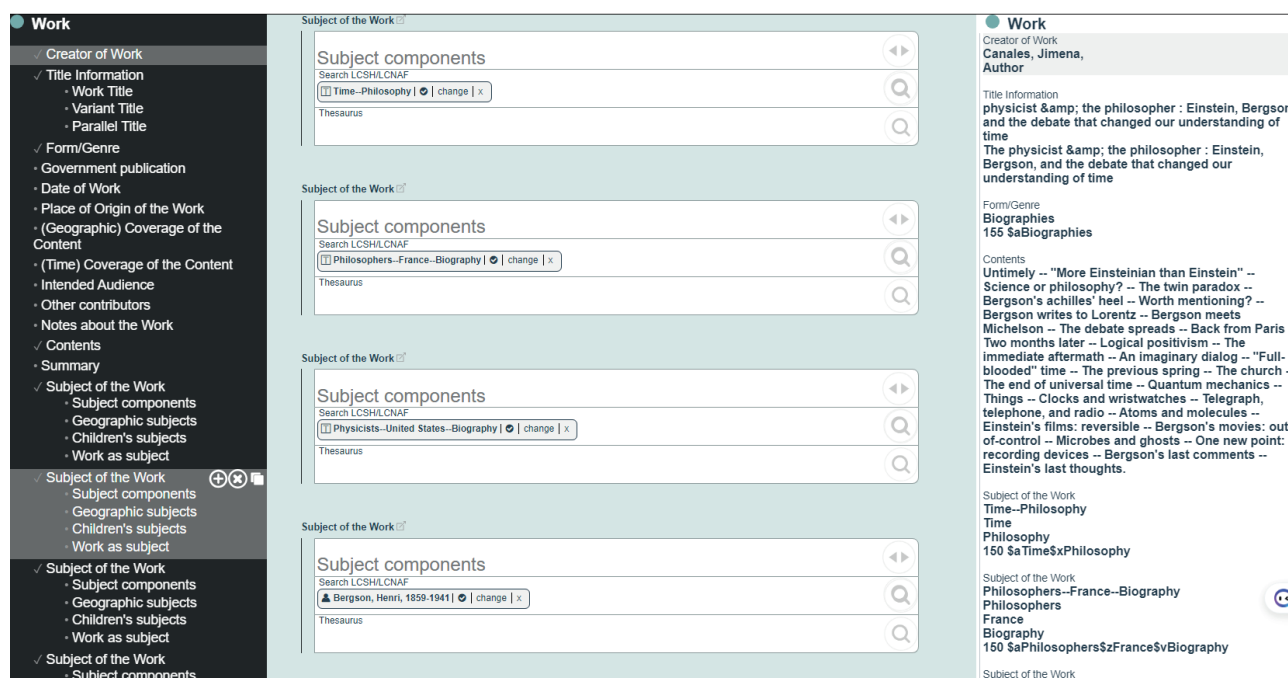 Work
Creator of Work
Title Information
Work Title
Variant Title
Parallel Title
Form/Genre
Government publication
Date of Work
Place of Origin of the Work
(Geographic) Coverage of the
Content
(Time) Coverage of the Content
Intended Audience
Other contributors
Notes about the Work
Contents
Summary
Subject of the Work
Subject components
Geographic subjects
Children's subjects
Work as subject
Subject of the Work
Subject components
Geographic subjects
Children's subjects
Work as subject
Subject of the Work
Subject components
Geographic subjects
Children's subjects
Work as subject
Subject of the Work
Subject components
Subject of the Work
Subject components
Search LCSH/LCNAF
Time--Philosophy | change | x
Thesaurus
Subject of the Work
Subject components
Search LCSH/LCNAF
Philosophers--France--Biography | change | x
Thesaurus
Subject of the Work
Subject components
Search LCSH/LCNAF
Physicists--United States--Biography | change | x
Thesaurus
Subject of the Work
Subject components
Search LCSH/LCNAF
Bergson, Henri, 1859-1941 | change | x
Thesaurus
Work
Creator of Work
Canales, Jimena,
Author
Title Information
physicist &amp; the philosopher : Einstein, Bergson
and the debate that changed our understanding of
time
The physicist &amp; the philosopher : Einstein,
Bergson, and the debate that changed our
understanding of time
Form/Genre
Biographies
155 $aBiographies
Contents
Untimely -- "More Einsteinian than Einstein" --
Science or philosophy? -- The twin paradox --
Bergson's achilles' heel -- Worth mentioning? --
Bergson writes to Lorentz -- Bergson meets
Michelson -- The debate spreads -- Back from Paris
Two months later -- Logical positivism -- The
immediate aftermath -- An imaginary dialog -- "Full-
blooded" time -- The previous spring -- The church -
The end of universal time -- Quantum mechanics --
Things -- Clocks and wristwatches -- Telegraph,
telephone, and radio -- Atoms and molecules --
Einstein's films: reversible -- Bergson's movies: out
of-control -- Microbes and ghosts -- One new point:
recording devices -- Bergson's last comments --
Einstein's last thoughts.
Subject of the Work
Time--Philosophy
Time
Philosophy
150 $aTime$xPhilosophy
Subject of the Work
Philosophers--France--Biography
Philosophers
France
Biography
150 $aPhilosophers$zFrance$vBiography
Subject of the Work